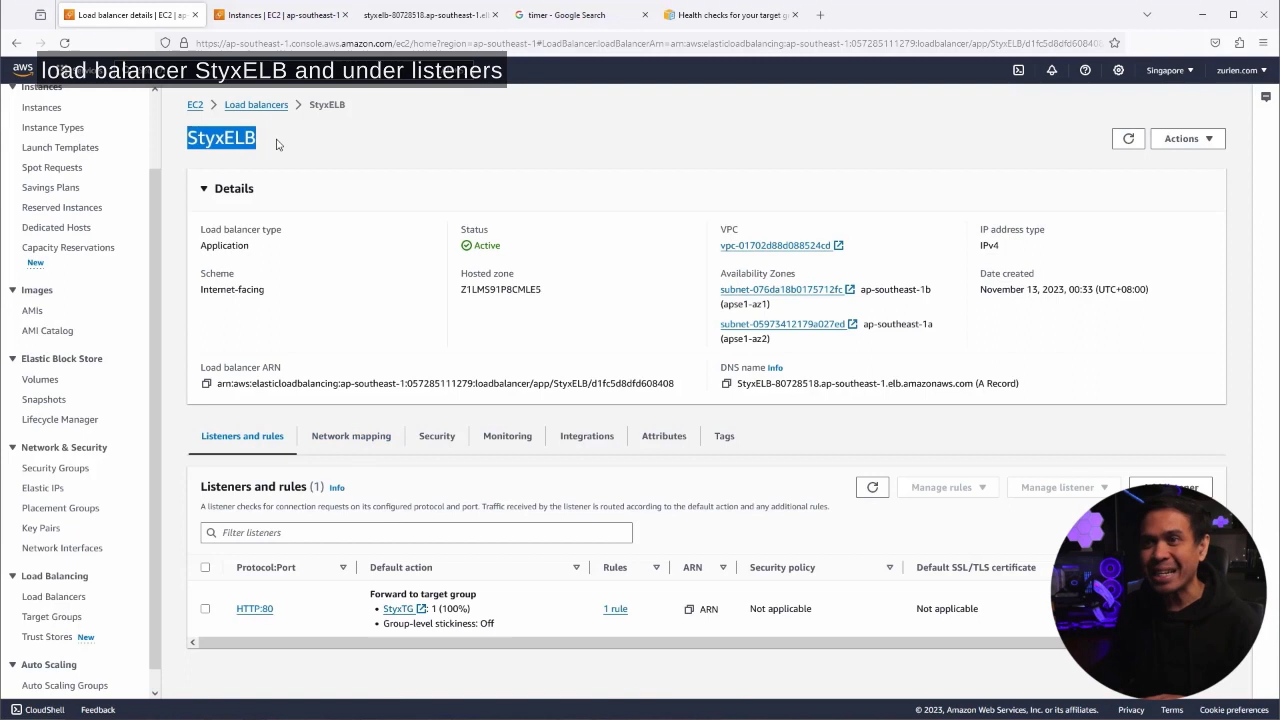 Load balancer details | EC2 | ap-
Instances | EC2 | ap-southeast-1
styxelb-80728518.ap-southeast-1.el
timer - Google Search
Health checks for your target g
https://ap-southeast-1.console.aws.amazon.com/ec2/home?region=ap-southeast-1#LoadBalancer:loadBalancerArn=arn:aws:elasticloadbalancing:ap-southeast-1:057285111279:loadbalancer/app/StyxELB/d1fc5d8dfd608408
aws
load balancer StyxELB and under listeners
Singapore
zurien.com
Instances
Instances
Instance Types
Launch Templates
Spot Requests
Savings Plans
Reserved Instances
Dedicated Hosts
Capacity Reservations
New
Images
AMIs
AMI Catalog
Elastic Block Store
Volumes
Snapshots
Lifecycle Manager
Network & Security
Security Groups
Elastic IPs
Placement Groups
Key Pairs
Network Interfaces
Load Balancing
Load Balancers
Target Groups
Trust Stores New
Auto Scaling
Auto Scaling Groups
EC2 > Load balancers > StyxELB
StyxELB
Actions
Details
Load balancer type
Application
Status
Active
VPC
vpc-01702d88d088524cd
IP address type
IPv4
Scheme
Internet-facing
Hosted zone
Z1LMS91P8CMLE5
Availability Zones
subnet-076da18b0175712fc ap-southeast-1b
(apse1-az1)
subnet-05973412179a027ed ap-southeast-1a
(apse1-az2)
Date created
November 13, 2023, 00:33 (UTC+08:00)
Load balancer ARN
arn:aws:elasticloadbalancing:ap-southeast-1:057285111279:loadbalancer/app/StyxELB/d1fc5d8dfd608408
DNS name Info
StyxELB-80728518.ap-southeast-1.elb.amazonaws.com (A Record)
Listeners and rules
Network mapping
Security
Monitoring
Integrations
Attributes
Tags
Listeners and rules (1) Info
Manage rules
Manage listener
A listener checks for connection requests on its configured protocol and port. Traffic received by the listener is routed according to the default action and any additional rules.
Filter listeners
Protocol:Port
Default action
Rules
ARN
Security policy
Default SSL/TLS certificate
HTTP:80
Forward to target group
• StyxTG : 1 (100%)
• Group-level stickiness: Off
1 rule
ARN
Not applicable
Not applicable
CloudShell
Feedback
© 2023, Amazon Web Services, Inc. or its affiliates.
Privacy
Terms
Cookie preferences